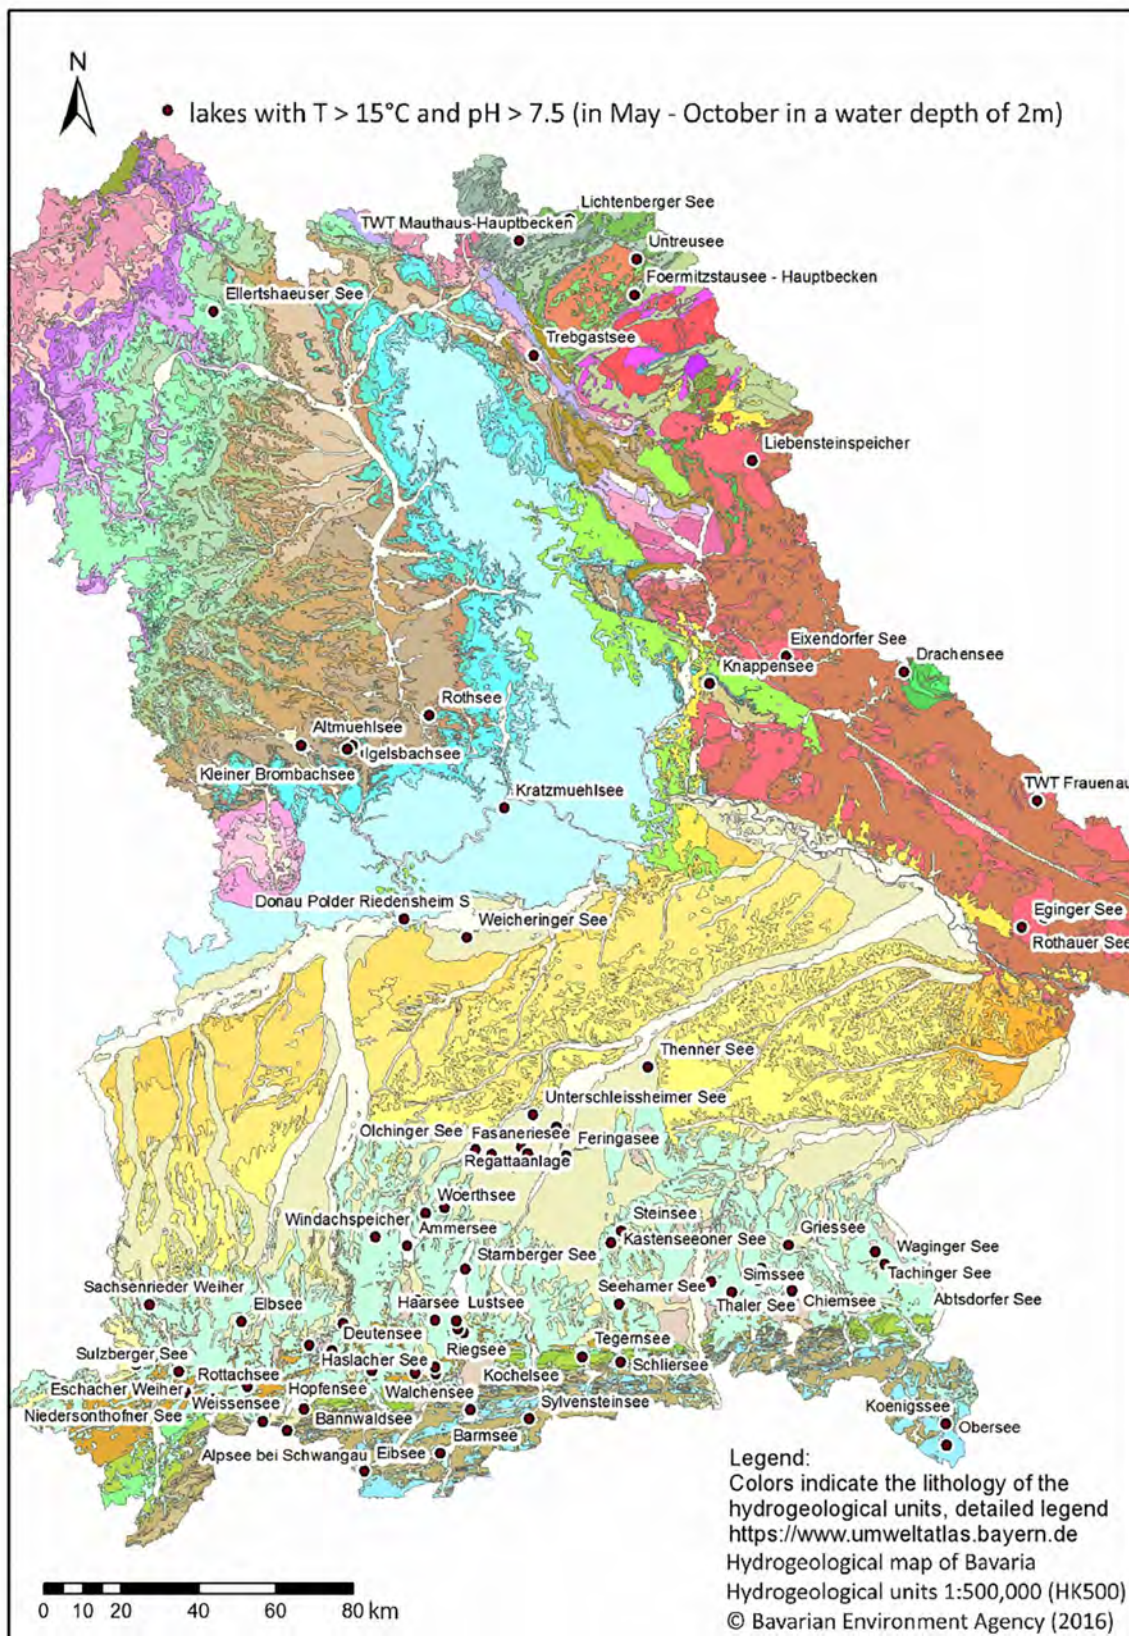 N
lakes with T > 15°C and pH > 7.5 (in May - October in a water depth of 2m)
Lichtenberger See
TWT Mauthaus-Hauptbecken
Untreusee
Foermitzstausee - Hauptbecken
Ellertshaeuser See
Trebgastsee
Liebensteinspeicher
Eixendorfer See
Drachensee
Knappensee
Rothsee
Altmuehlsee
Igelsbachsee
Kleiner Brombachsee
TWT Frauenau
Kratzmuehlsee
Donau Polder Riedensheim S
Weicheringer See
Eginger See
Rothauer See
Thenner See
Unterschleissheimer See
Olchinger See
Fasaneriesee
Feringasee
Regattaanlage
Woerthsee
Windachspeicher
Ammersee
Steinsee
Griessee
Kastenseeoner See
Starnberger See
Waginger See
Simssee
Tachinger See
Sachsenrieder Weiher
Elbsee
Haarsee
Lustsee
Seehamer See
Thaler See
Chiemsee
Abtsdorfer See
Deutensee
Riegsee
Tegernsee
Sulzberger See
Rottachsee
Haslacher See
Kochelsee
Schliersee
Eschacher Weiher
Hopfensee
Walchensee
Weissensee
Sylvensteinsee
Koenigssee
Niedersonthofner See
Bannwaldsee
Obersee
Barmsee
Alpsee bei Schwangau
Eibsee
Legend:
Colors indicate the lithology of the
hydrogeological units, detailed legend
https://www.umweltatlas.bayern.de
Hydrogeological map of Bavaria
Hydrogeological units 1:500,000 (HK500)
© Bavarian Environment Agency (2016)
0 10 20 40 60 80 km